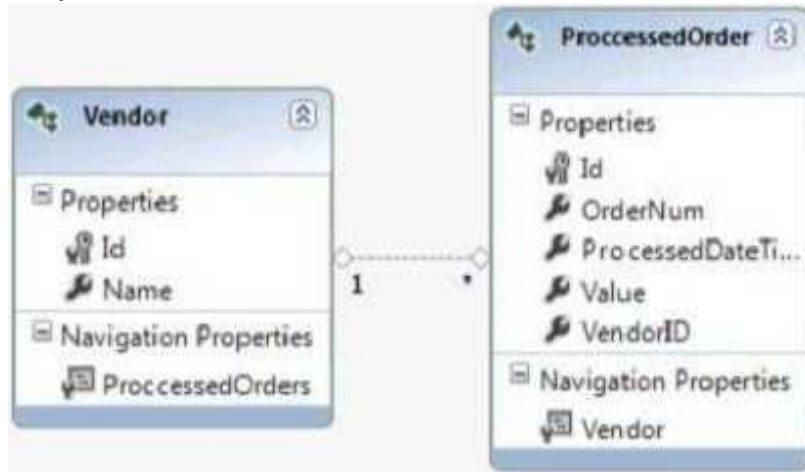 Vendor
Properties
Id
Name
Navigation Properties
ProccessedOrders
1
*
ProccessedOrder
Properties
Id
OrderNum
ProcessedDateTi...
Value
VendorID
Navigation Properties
Vendor